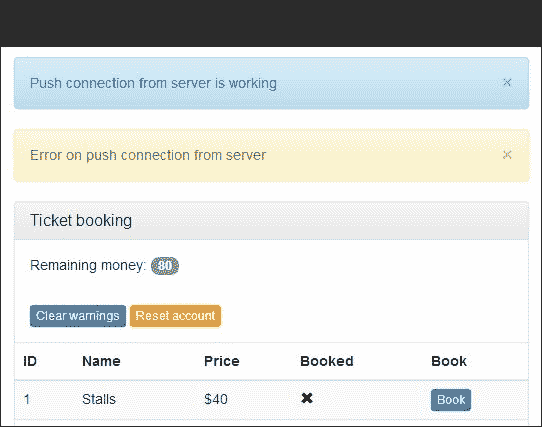 Push connection from server is working ×
Error on push connection from server ×
Ticket booking
Remaining money: 80
Clear warnings Reset account
ID Name Price Booked Book
1 Stalls $40 ✖ Book